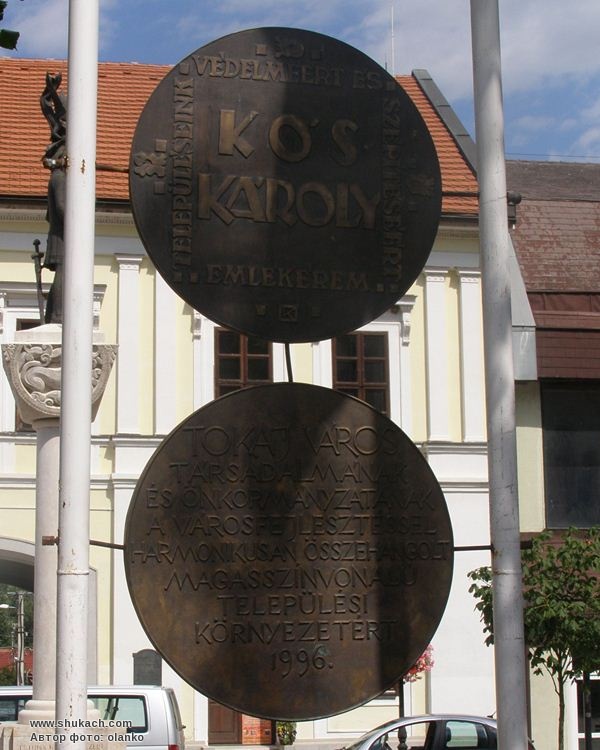 TELEPÜLÉSEINK
VÉDELMÉÉRT ÉS
SZÉPÍTÉSÉÉRT
KÓS
KÁROLY
EMLÉKÉREM
TOKAJ VÁROS
TÁRSADALMÁNAK
ÉS ÖNKORMÁNYZATÁNAK
A VÁROSFEJLESZTÉSSEL
HARMONIKUSAN ÖSSZEHANGOLT
MAGASSZÍNVONALÚ
TELEPÜLÉSI
KÖRNYEZETÉRT
1996.
www.shukach.com
Автор фото: olanko